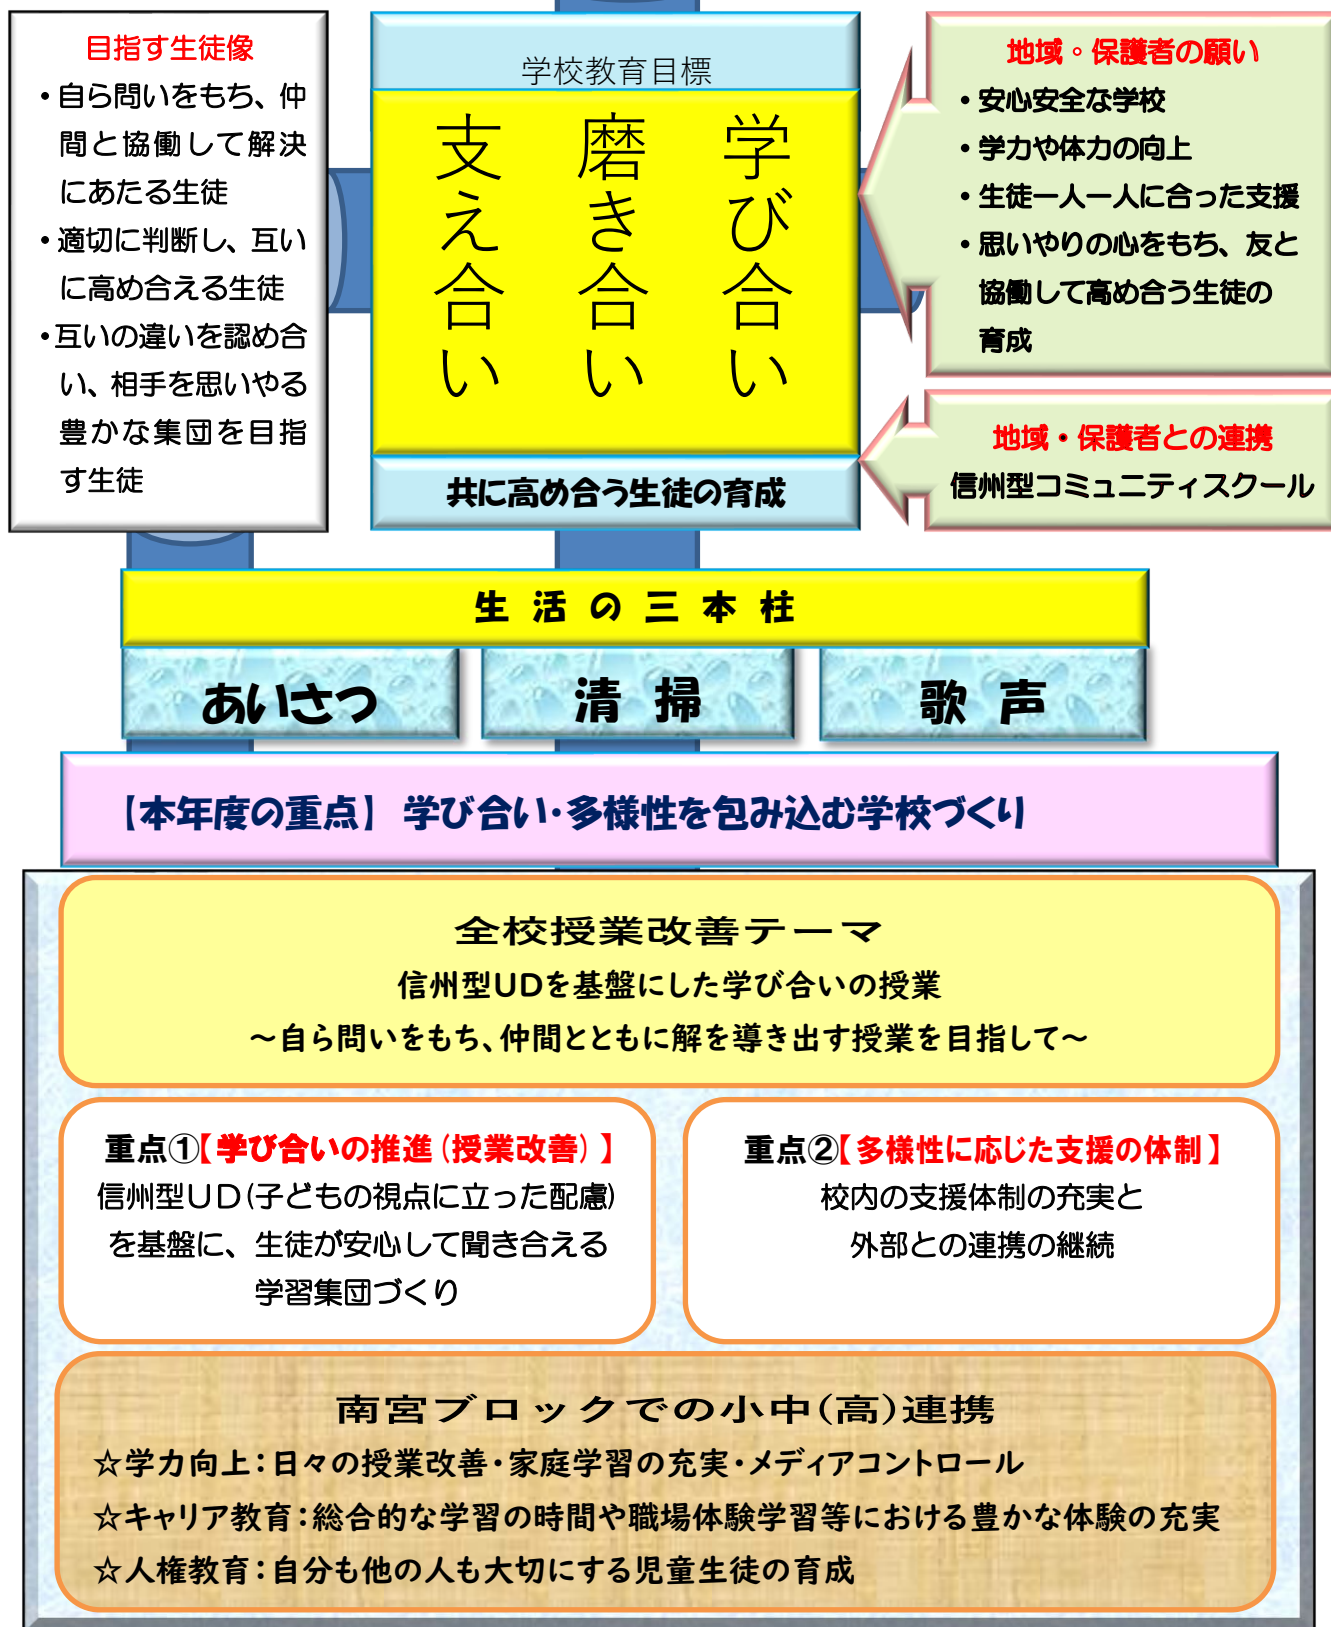 目指す生徒像
・自ら問いをもち、仲
間と協働して解決
にあたる生徒
・適切に判断し、互い
に高め合える生徒
・互いの違いを認め合
い、相手を思いやる
豊かな集団を目指
す生徒
学校教育目標
学び合い
磨き合い
支え合い
共に高め合う生徒の育成
地域。保護者の願い
・安心安全な学校
・学力や体力の向上
・生徒一人一人に合った支援
・思いやりの心をもち、友と
協働して高め合う生徒の
育成
地域・保護者との連携
信州型コミュニティスクール
生活の三本柱
あいさつ
清掃
歌声
【本年度の重点】 学び合い・多様性を包み込む学校づくり
全校授業改善テーマ
信州型UDを基盤にした学び合いの授業
～自ら問いをもち、仲間とともに解を導き出す授業を目指して～
重点①【学び合いの推進(授業改善)】
信州型UD(子どもの視点に立った配慮)
を基盤に、生徒が安心して聞き合える
学習集団づくり
重点②【多様性に応じた支援の体制】
校内の支援体制の充実と
外部との連携の継続
南宮ブロックでの小中(高)連携
☆学力向上：日々の授業改善・家庭学習の充実・メディアコントロール
☆キャリア教育：総合的な学習の時間や職場体験学習等における豊かな体験の充実
☆人権教育：自分も他の人も大切にする児童生徒の育成